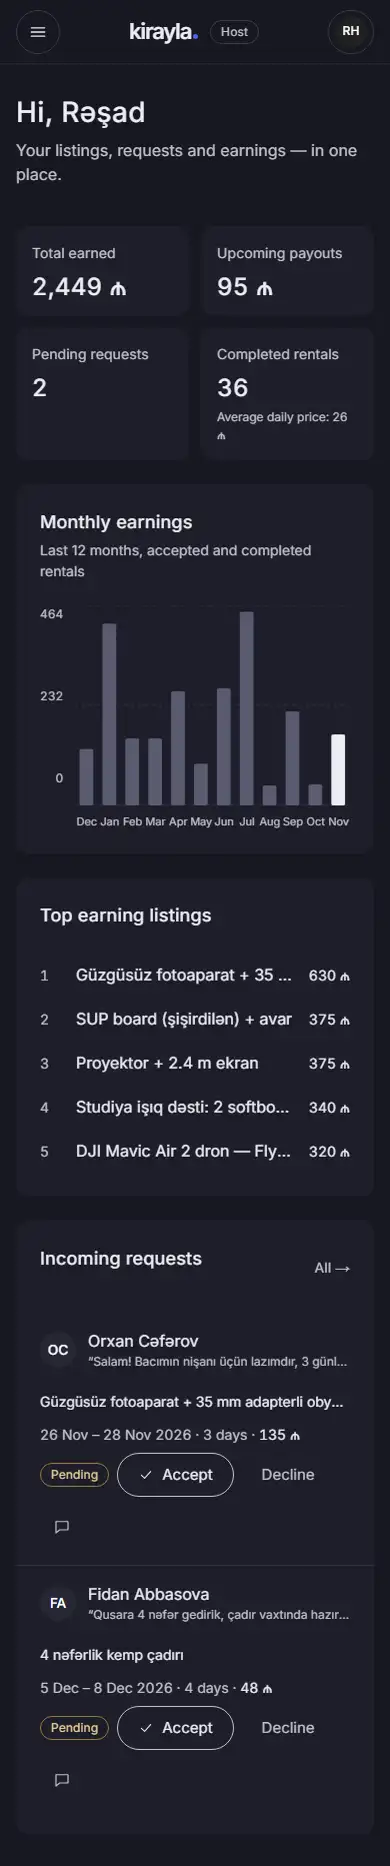 kirayla. Host RH
Hi, Rəşad
Your listings, requests and earnings — in one
place.
Total earned
2,449 ₼
Upcoming payouts
95 ₼
Pending requests
2
Completed rentals
36
Average daily price: 26
₼
Monthly earnings
Last 12 months, accepted and completed
rentals
464
232
0
Dec Jan Feb Mar Apr May Jun Jul Aug Sep Oct Nov
Top earning listings
1 Güzgüsüz fotoaparat + 35 ... 630 ₼
2 SUP board (şişirdilən) + avar 375 ₼
3 Proyektor + 2.4 m ekran 375 ₼
4 Studiya işıq dəsti: 2 softbo... 340 ₼
5 DJI Mavic Air 2 dron — Fly... 320 ₼
Incoming requests
All →
OC Orxan Cəfərov
“Salam! Bacımın nişanı üçün lazımdır, 3 günl...
Güzgüsüz fotoaparat + 35 mm adapterli oby...
26 Nov – 28 Nov 2026 · 3 days · 135 ₼
Pending ✓ Accept Decline
FA Fidan Abbasova
“Qusara 4 nəfər gedirik, çadır vaxtında hazır...
4 nəfərlik kemp çadırı
5 Dec – 8 Dec 2026 · 4 days · 48 ₼
Pending ✓ Accept Decline